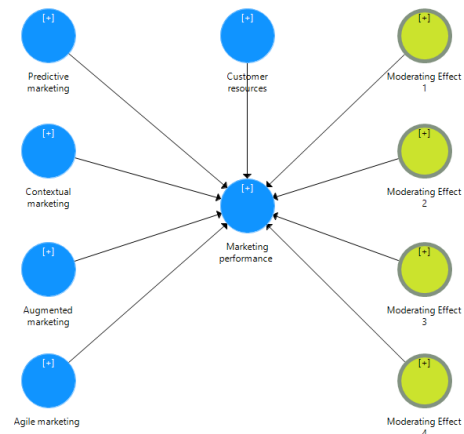 [+]
[+]
[+]
Predictive
marketing
Customer
resources
Moderating Effect
1
[+]
[+]
Contextual
marketing
Moderating Effect
2
[+]
Marketing
performance
[+]
[+]
Augmented
marketing
Moderating Effect
3
[+]
[+]
Agile marketing
Moderating Effect
4